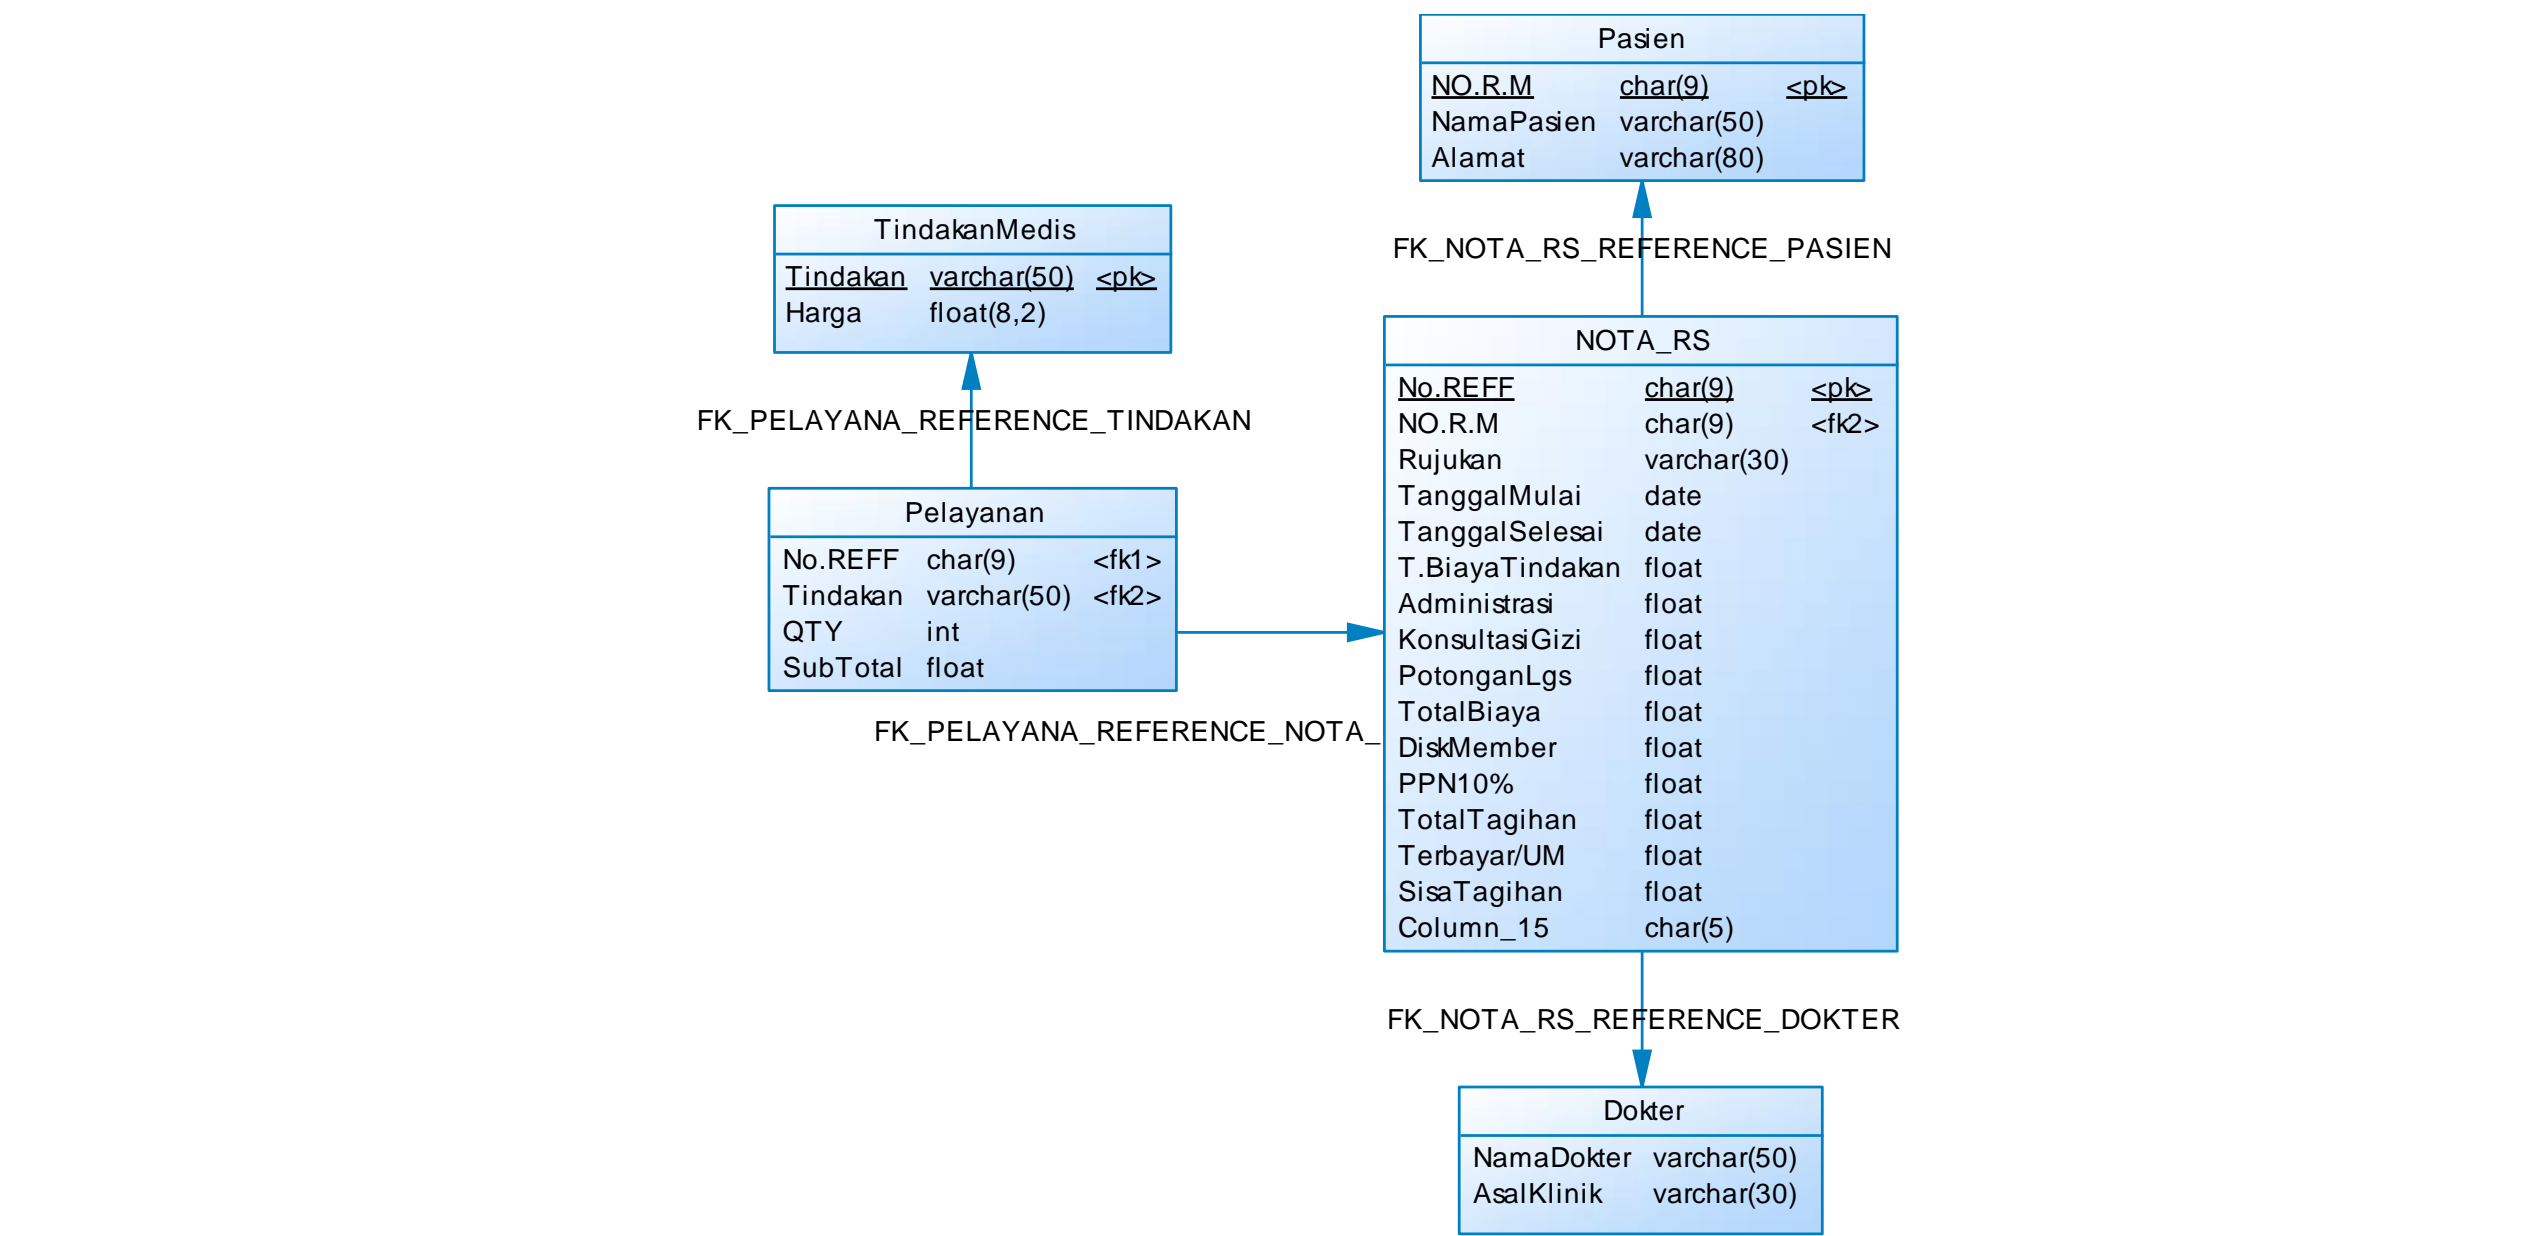 Pasien
NO.R.M char(9) <pk>
NamaPasien varchar(50)
Alamat varchar(80)
FK_NOTA_RS_REFERENCE_PASIEN
TindakanMedis
Tindakan varchar(50) <pk>
Harga float(8,2)
FK_PELAYANA_REFERENCE_TINDAKAN
Pelayanan
No.REFF char(9) <fk1>
Tindakan varchar(50) <fk2>
QTY int
SubTotal float
FK_PELAYANA_REFERENCE_NOTA_
NOTA_RS
No.REFF char(9) <pk>
NO.R.M char(9) <fk2>
Rujukan varchar(30)
TanggalMulai date
TanggalSelesai date
T.BiayaTindakan float
Administrasi float
KonsultasiGizi float
PotonganLgs float
TotalBiaya float
DiskMember float
PPN10% float
TotalTagihan float
Terbayar/UM float
SisaTagihan float
Column_15 char(5)
FK_NOTA_RS_REFERENCE_DOKTER
Dokter
NamaDokter varchar(50)
AsalKlinik varchar(30)